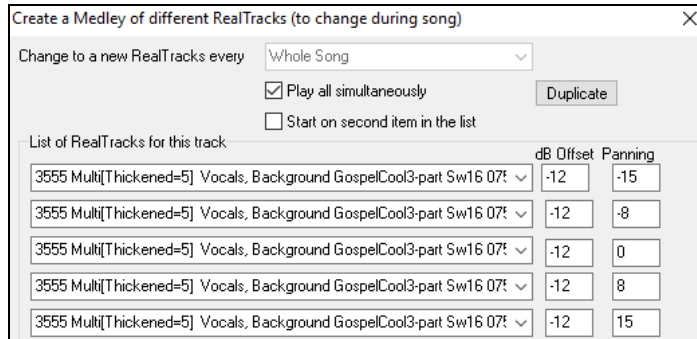 Create a Medley of different RealTracks (to change during song)
Change to a new RealTracks every Whole Song
Play all simultaneously Duplicate
Start on second item in the list
List of RealTracks for this track
dB Offset Panning
3555 Multi[Thickened=5] Vocals, Background GospelCool3-part Sw16 075 -12 -15
3555 Multi[Thickened=5] Vocals, Background GospelCool3-part Sw16 075 -12 -8
3555 Multi[Thickened=5] Vocals, Background GospelCool3-part Sw16 075 -12 0
3555 Multi[Thickened=5] Vocals, Background GospelCool3-part Sw16 075 -12 8
3555 Multi[Thickened=5] Vocals, Background GospelCool3-part Sw16 075 -12 15